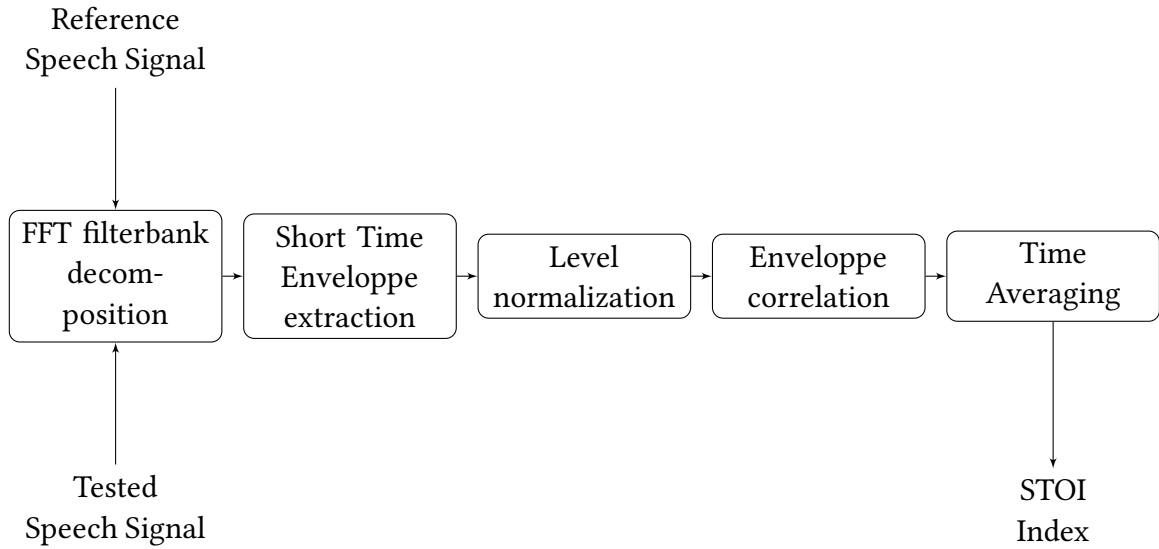 Reference
Speech Signal
FFT filterbank
decom-
position
Short Time
Enveloppe
extraction
Level
normalization
Enveloppe
correlation
Time
Averaging
Tested
Speech Signal
STOI
Index